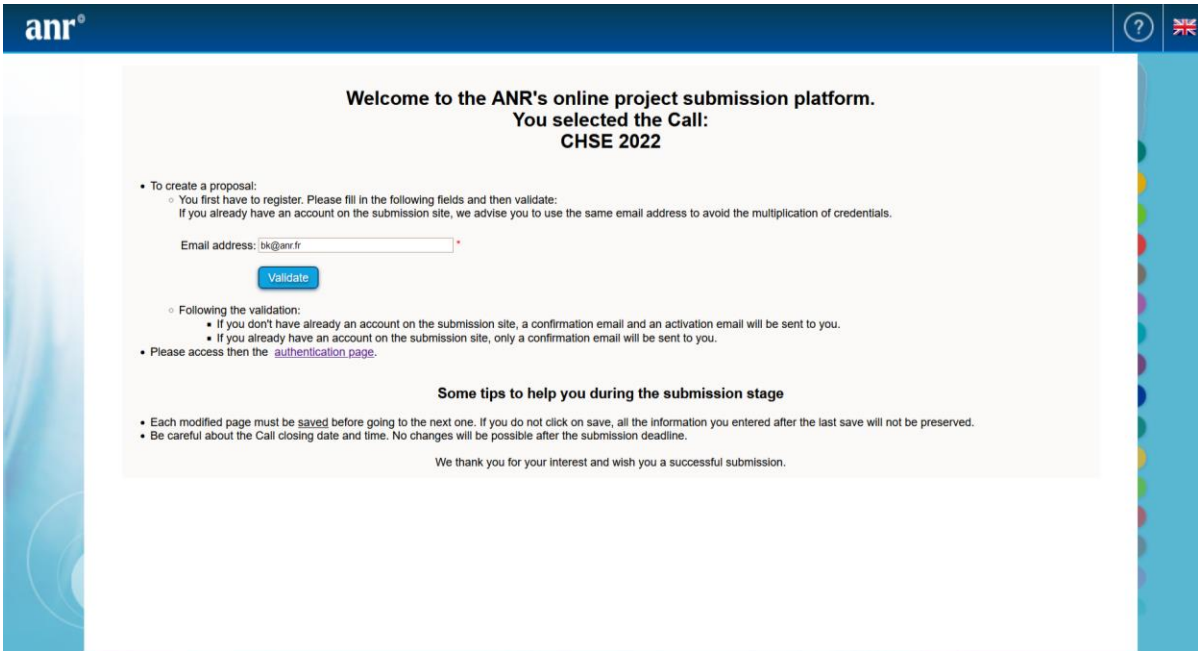 anr
?
Welcome to the ANR's online project submission platform.
You selected the Call:
CHSE 2022
• To create a proposal:
○ You first have to register. Please fill in the following fields and then validate:
If you already have an account on the submission site, we advise you to use the same email address to avoid the multiplication of credentials.
Email address: bk@anr.fr *
Validate
○ Following the validation:
▪ If you don't have already an account on the submission site, a confirmation email and an activation email will be sent to you.
▪ If you already have an account on the submission site, only a confirmation email will be sent to you.
• Please access then the authentication page.
Some tips to help you during the submission stage
• Each modified page must be saved before going to the next one. If you do not click on save, all the information you entered after the last save will not be preserved.
• Be careful about the Call closing date and time. No changes will be possible after the submission deadline.
We thank you for your interest and wish you a successful submission.